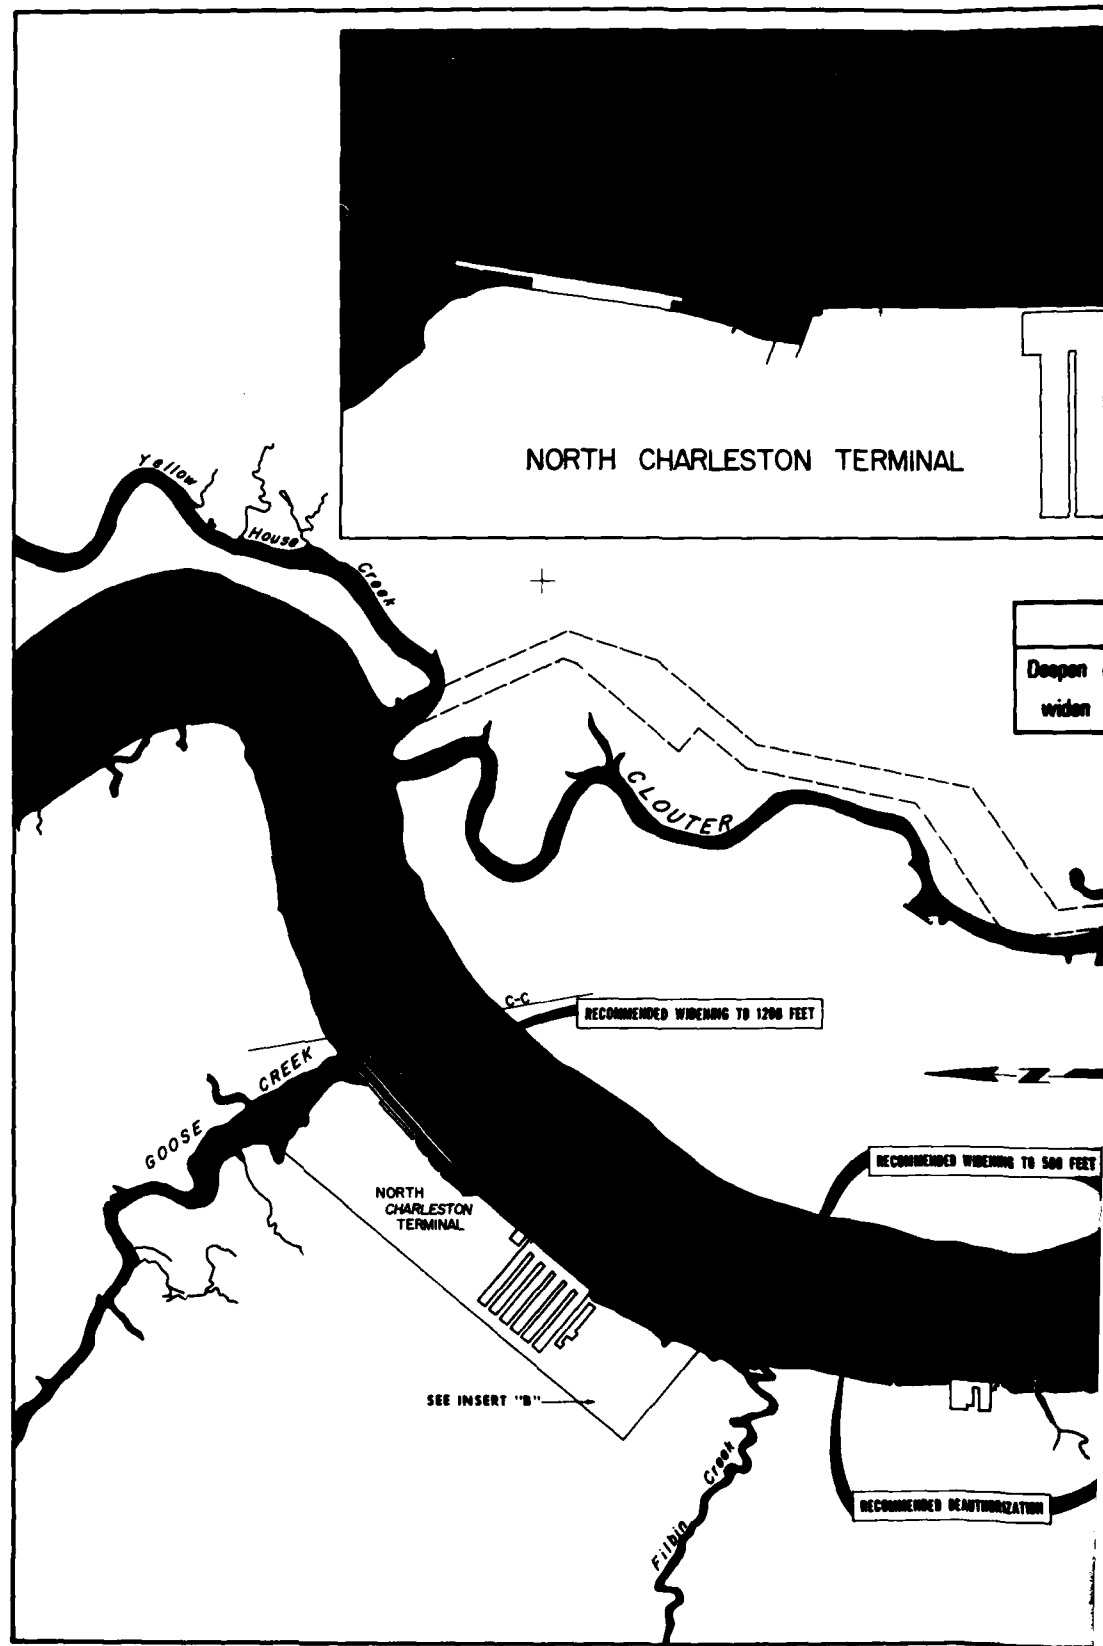 NORTH CHARLESTON TERMINAL
Yellow House Creek
Deepen
widen
CLOUTER
C-C
RECOMMENDED WIDENING TO 1200 FEET
GOOSE CREEK
N
RECOMMENDED WIDENING TO 500 FEET
NORTH
CHARLESTON
TERMINAL
SEE INSERT "B"
Filbin Creek
RECOMMENDED DEAUTHORIZATION